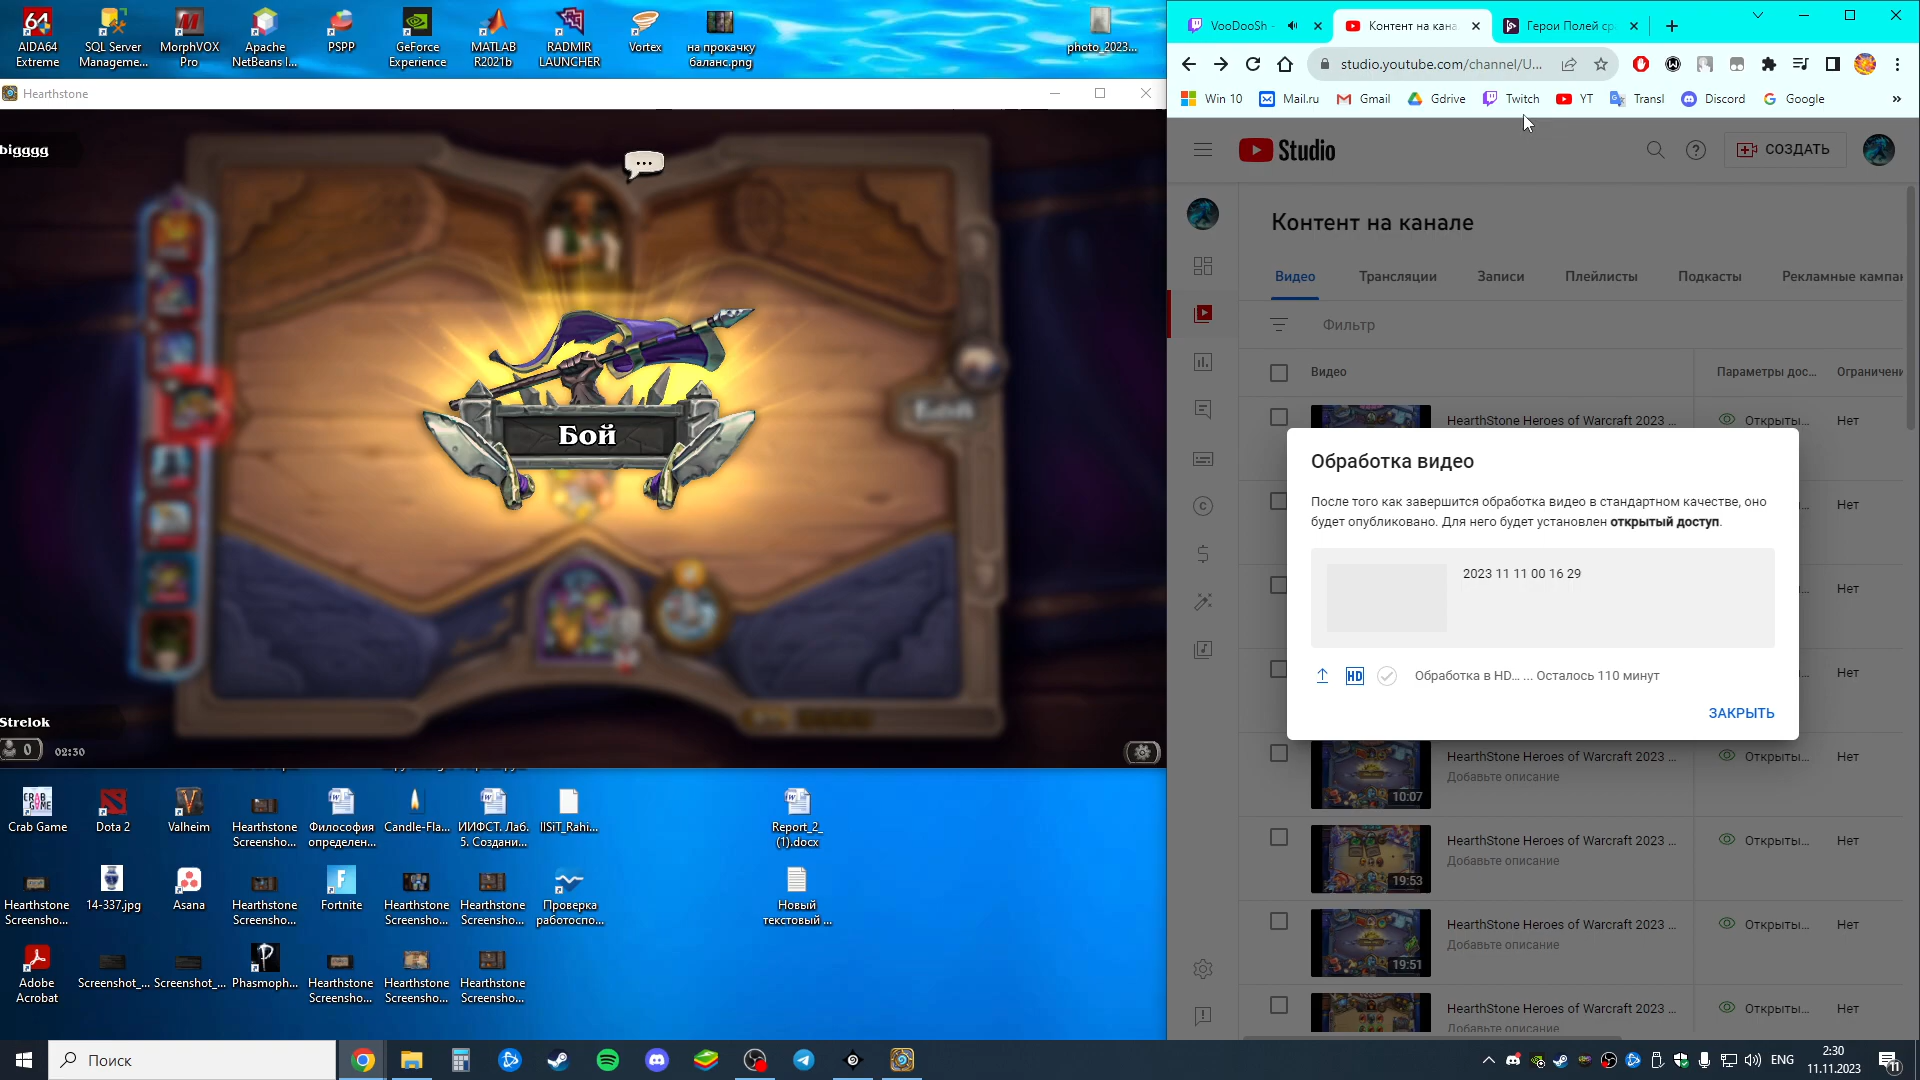 AIDA64 Extreme
SQL Server Manageme...
MorphVOX Pro
Apache NetBeans I...
PSPP
GeForce Experience
MATLAB R2021b
RADMIR LAUNCHER
Vortex
на прокачку баланс.png
photo_2023...
Hearthstone
bigggg
...
Бой
Strelok
0
02:30
Crab Game
Dota 2
Valheim
Hearthstone Screensho...
Философия определен...
Candle-Fla...
ИИФСТ. Лаб. 5. Создани...
IISiT_Rahi...
Report_2_ (1).docx
Hearthstone Screensho...
14-337.jpg
Asana
Hearthstone Screensho...
Fortnite
Hearthstone Screensho...
Hearthstone Screensho...
Проверка работоспо...
Новый текстовый ...
Adobe Acrobat
Screenshot_...
Screenshot_...
Phasmoph...
Hearthstone Screensho...
Hearthstone Screensho...
Hearthstone Screensho...
VooDooSh -
Контент на кана
Герои Полей ср
studio.youtube.com/channel/U...
Win 10
Mail.ru
Gmail
Gdrive
Twitch
YT
Transl
Discord
Google
»
Studio
СОЗДАТЬ
Контент на канале
Видео
Трансляции
Записи
Плейлисты
Подкасты
Рекламные кампан
Фильтр
Видео
Параметры дос...
Ограничени
HearthStone Heroes of Warcraft 2023 ...
Открыты...
Нет
Нет
Нет
Нет
Обработка видео
После того как завершится обработка видео в стандартном качестве, оно
будет опубликовано. Для него будет установлен открытый доступ.
2023 11 11 00 16 29
HD
Обработка в HD... ... Осталось 110 минут
ЗАКРЫТЬ
HearthStone Heroes of Warcraft 2023 ...
Добавьте описание
10:07
Открыты...
Нет
HearthStone Heroes of Warcraft 2023 ...
Добавьте описание
19:53
Открыты...
Нет
HearthStone Heroes of Warcraft 2023 ...
Добавьте описание
19:51
Открыты...
Нет
HearthStone Heroes of Warcraft 2023 ...
Добавьте описание
Открыты...
Нет
Поиск
ENG
2:30
11.11.2023
11